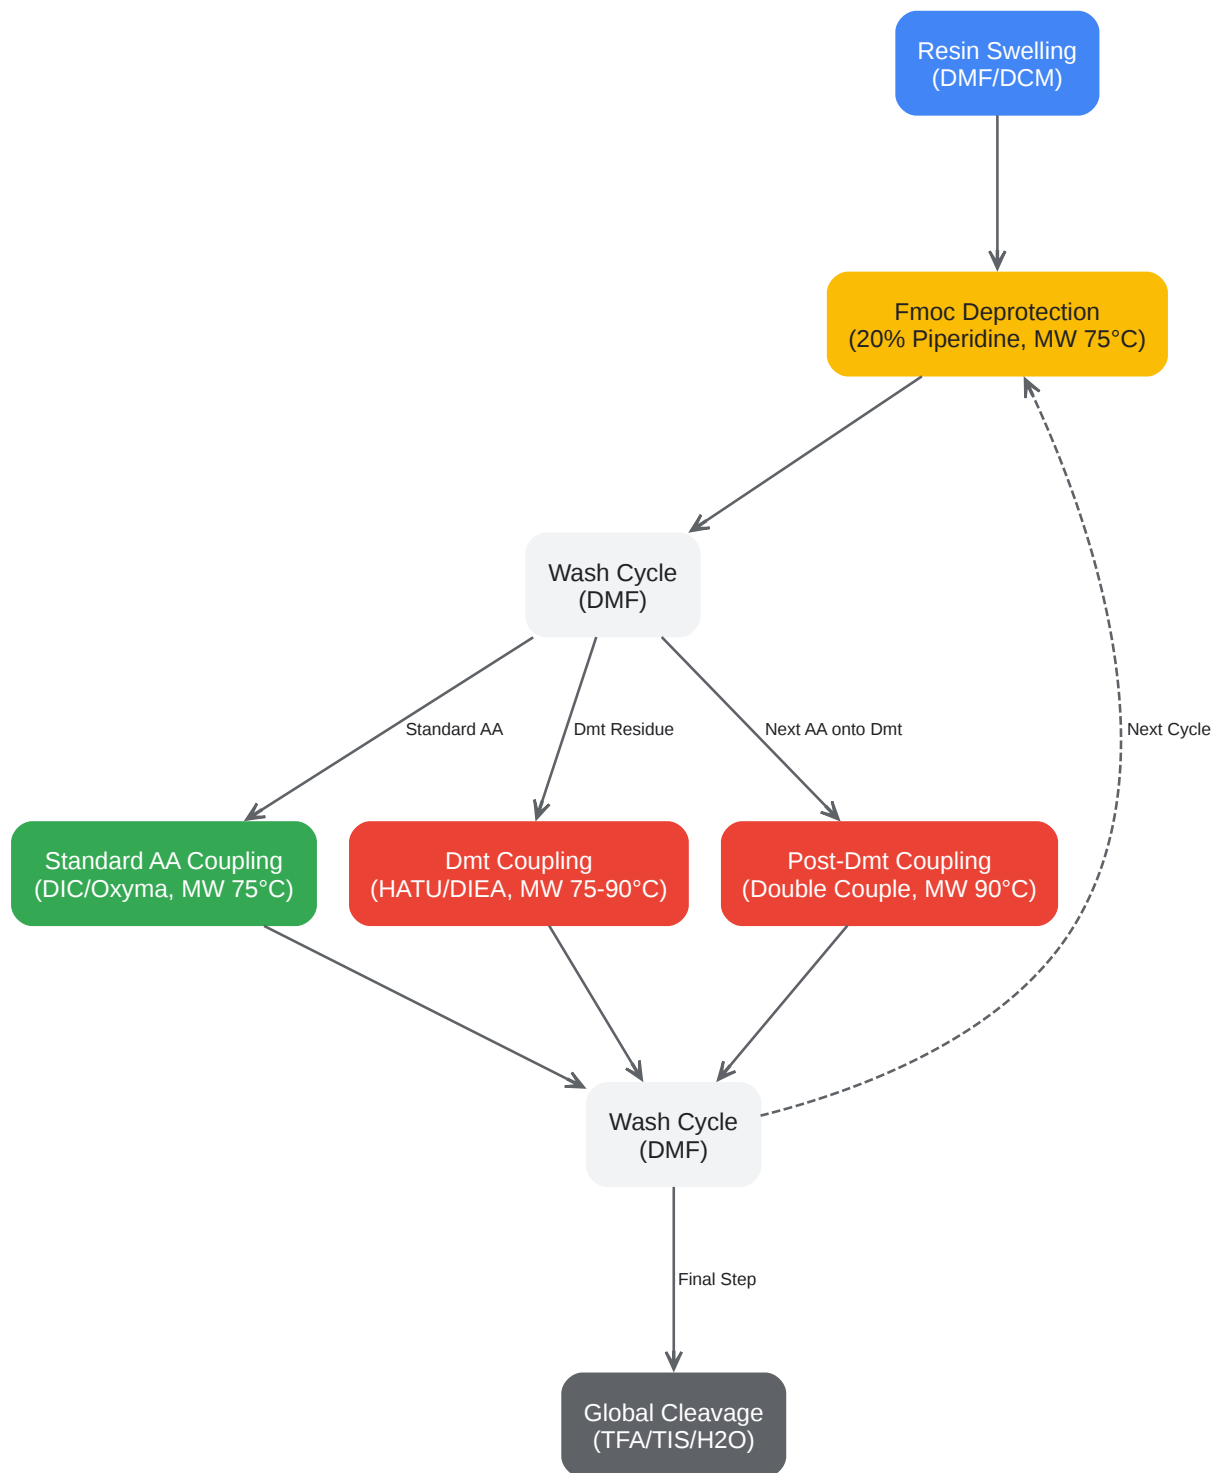 Resin Swelling
(DMF/DCM)
Fmoc Deprotection
(20% Piperidine, MW 75°C)
Wash Cycle
(DMF)
Standard AA
Dmt Residue
Next AA onto Dmt
Next Cycle
Standard AA Coupling
(DIC/Oxyma, MW 75°C)
Dmt Coupling
(HATU/DIEA, MW 75-90°C)
Post-Dmt Coupling
(Double Couple, MW 90°C)
Wash Cycle
(DMF)
Final Step
Global Cleavage
(TFA/TIS/H2O)